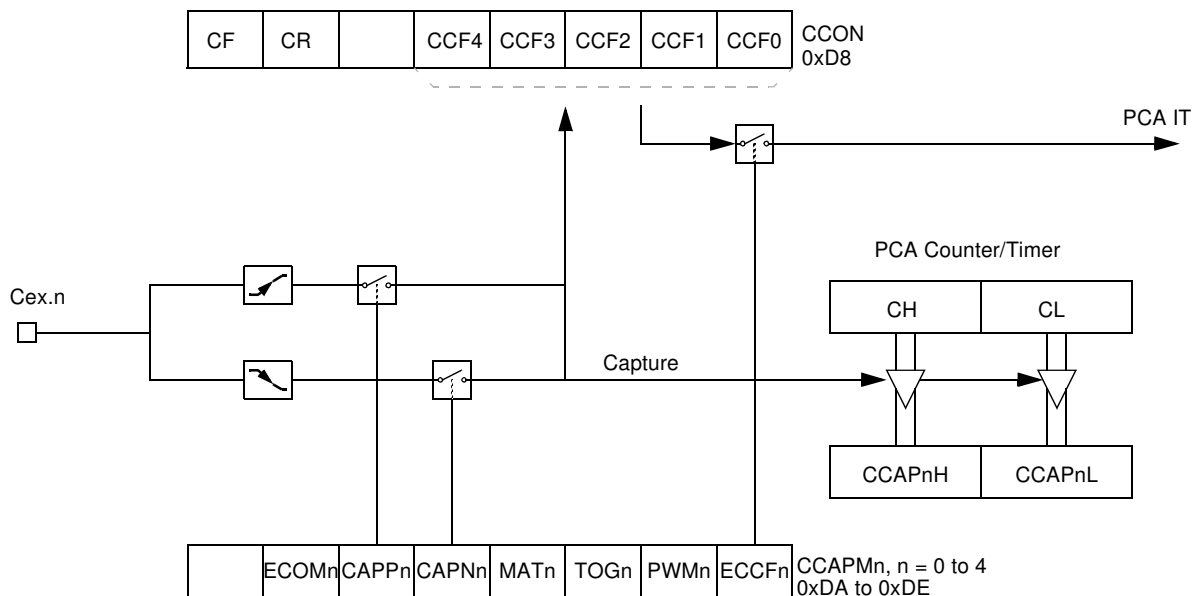 CF CR CCF4 CCF3 CCF2 CCF1 CCF0 CCON
0xD8
PCA IT
PCA Counter/Timer
Cex.n
CH CL
Capture
CCAPnH CCAPnL
ECOMn CAPPn CAPNn MATn TOGn PWMn ECCFn CCAPMn, n = 0 to 4
0xDA to 0xDE